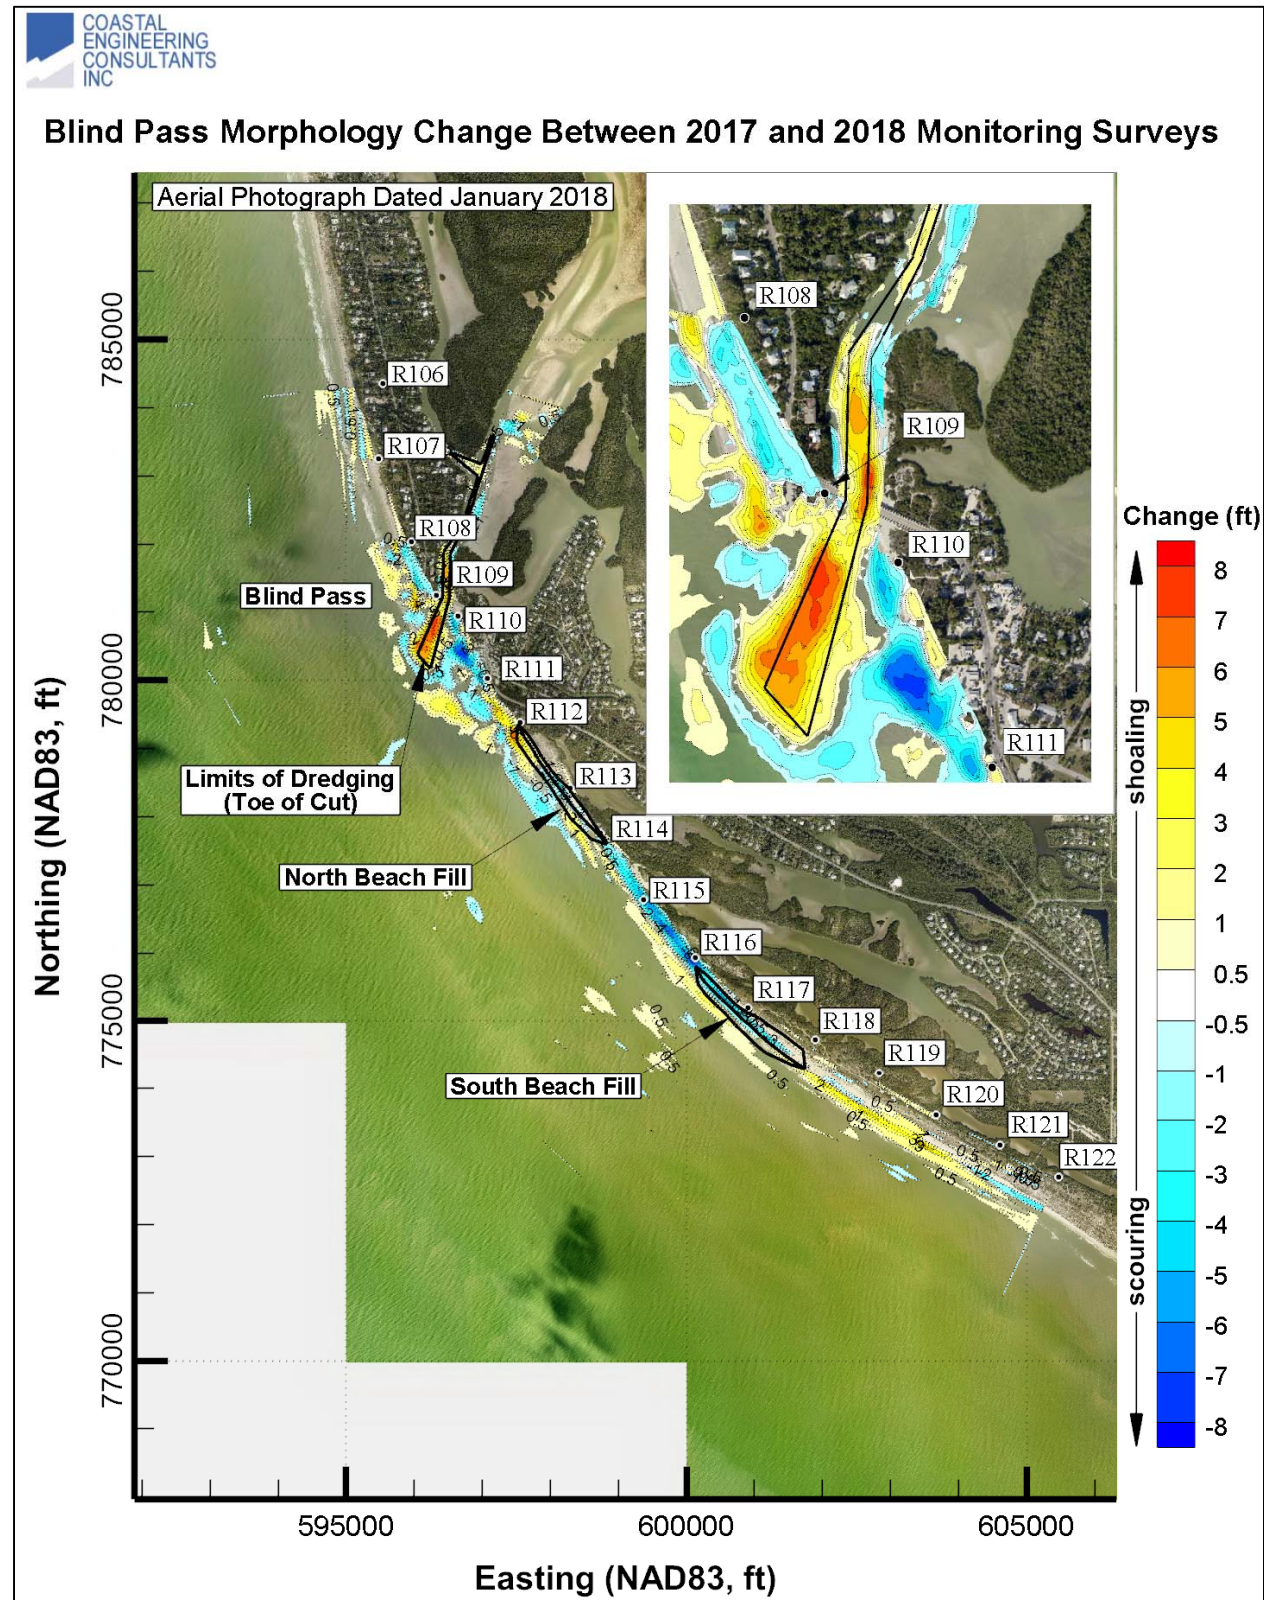 COASTAL
ENGINEERING
CONSULTANTS
INC
Blind Pass Morphology Change Between 2017 and 2018 Monitoring Surveys
Aerial Photograph Dated January 2018
R106
R107
R108
R109
R110
R111
R112
R113
R114
R115
R116
R117
R118
R119
R120
R121
R122
Blind Pass
Limits of Dredging
(Toe of Cut)
North Beach Fill
South Beach Fill
R108
R109
R110
R111
Change (ft)
8
7
6
5
4
3
2
1
0.5
-0.5
-1
-2
-3
-4
-5
-6
-7
-8
shoaling
scouring
785000
780000
775000
770000
Northing (NAD83, ft)
595000
600000
605000
Easting (NAD83, ft)